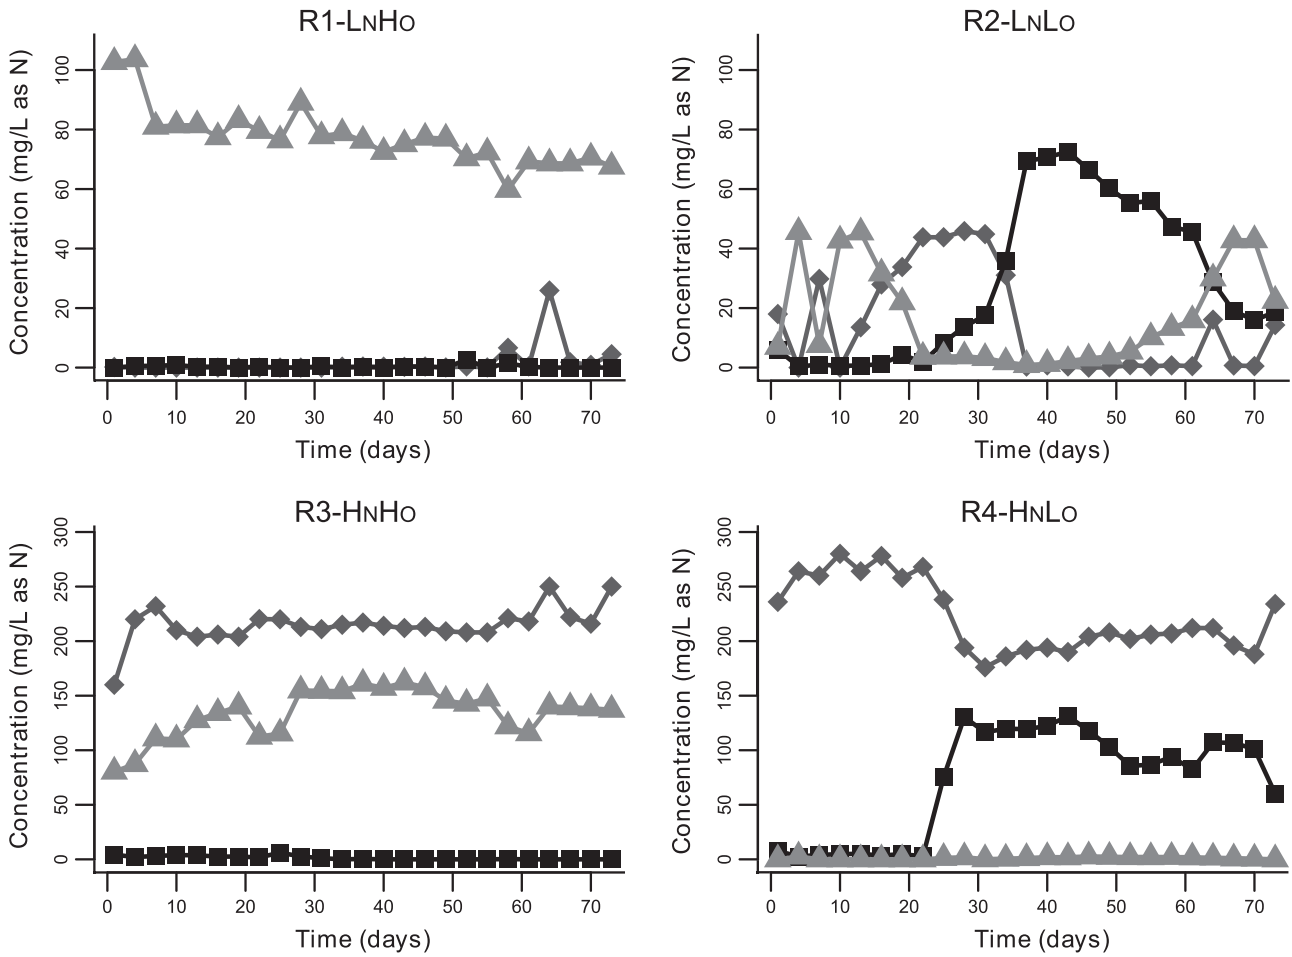 R1-LNHO
Concentration (mg/L as N)
100
80
60
40
20
0
0 10 20 30 40 50 60 70
Time (days)
R2-LNLO
Concentration (mg/L as N)
100
80
60
40
20
0
0 10 20 30 40 50 60 70
Time (days)
R3-HNHO
Concentration (mg/L as N)
300
250
200
150
100
50
0
0 10 20 30 40 50 60 70
Time (days)
R4-HNLO
Concentration (mg/L as N)
300
250
200
150
100
50
0
0 10 20 30 40 50 60 70
Time (days)